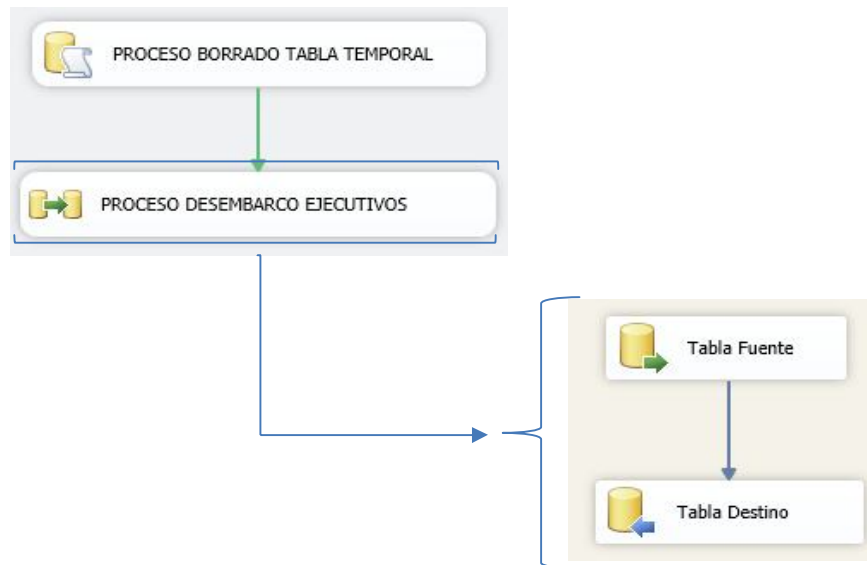 PROCESO BORRADO TABLA TEMPORAL
PROCESO DESEMBARCO EJECUTIVOS
Tabla Fuente
Tabla Destino